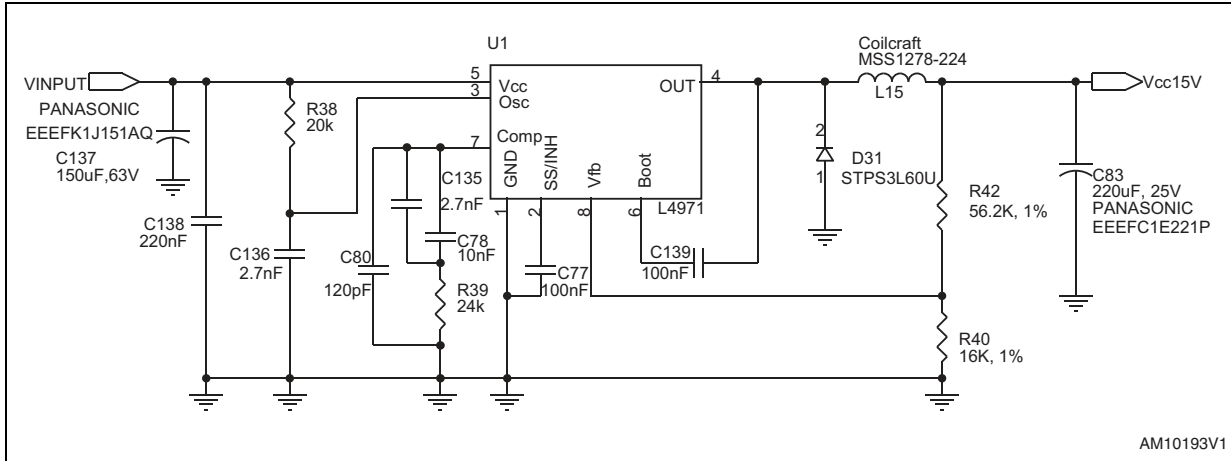 U1
Coilcraft
MSS1278-224
L15
VINPUT
PANASONIC
EEEFK1J151AQ
C137
150uF,63V
C138
220nF
R38
20k
C136
2.7nF
5
3
7
Vcc
Osc
Comp
GND
SS/INH
Vfb
Boot
OUT
4
1
2
8
6
L4971
C135
2.7nF
C78
10nF
C80
120pF
R39
24k
C77
100nF
C139
100nF
2
1
D31
STPS3L60U
R42
56.2K, 1%
R40
16K, 1%
Vcc15V
C83
220uF, 25V
PANASONIC
EEEFC1E221P
AM10193V1